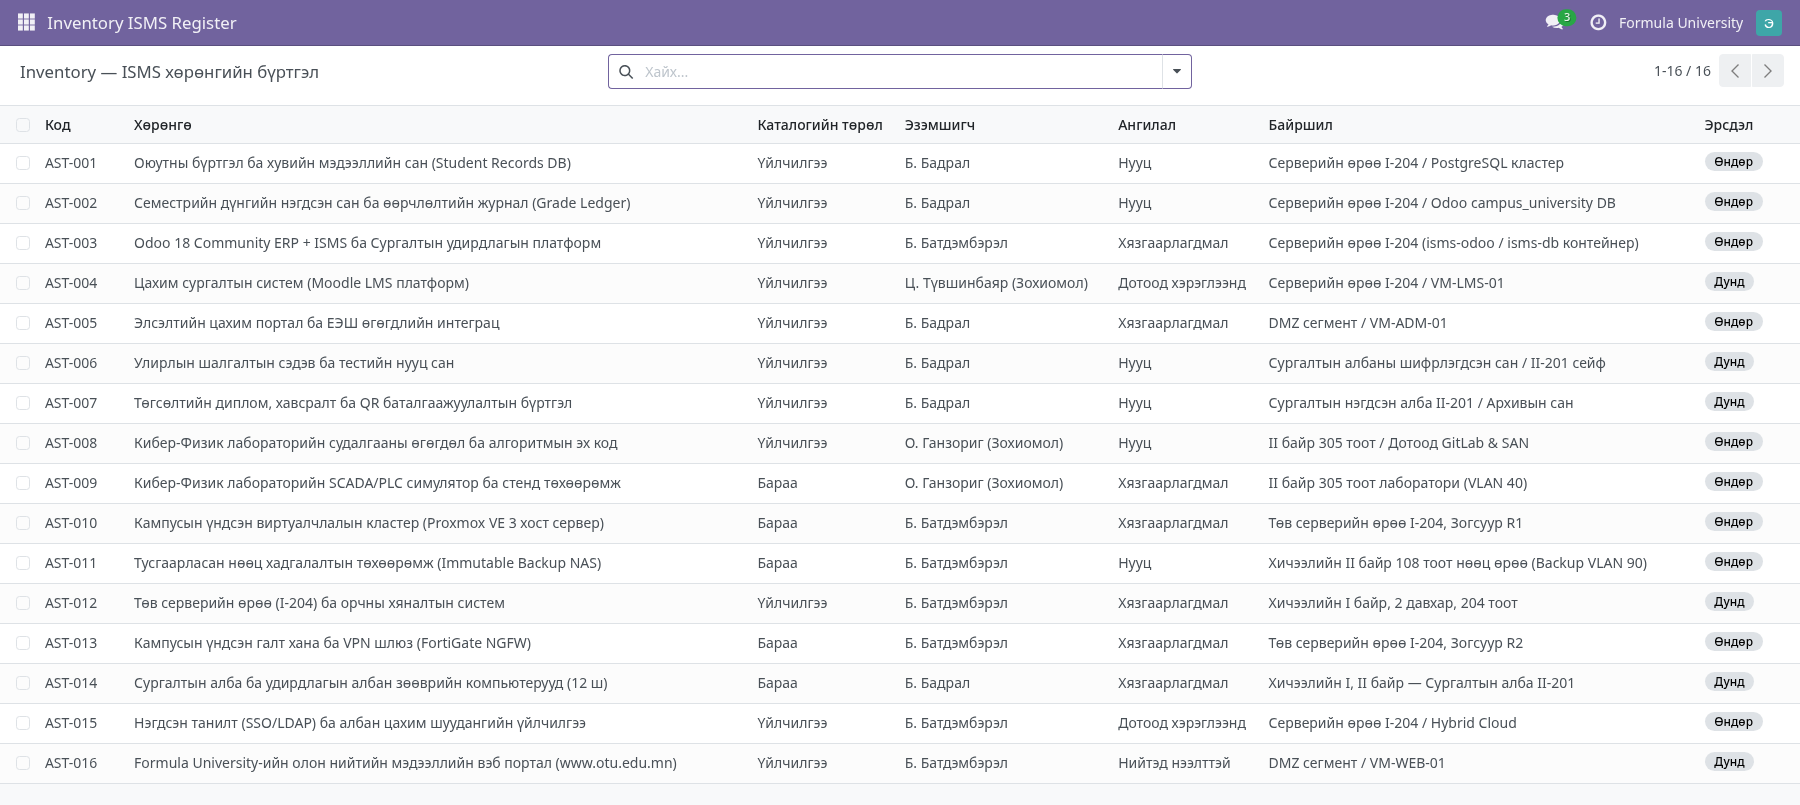 Inventory ISMS Register 3 Formula University Э
Inventory — ISMS хөрөнгийн бүртгэл Хайх... 1-16 / 16
Код Хөрөнгө Каталогийн төрөл Эзэмшигч Ангилал Байршил Эрсдэл
AST-001 Оюутны бүртгэл ба хувийн мэдээллийн сан (Student Records DB) Үйлчилгээ Б. Бадрал Нууц Серверийн өрөө I-204 / PostgreSQL кластер Өндөр
AST-002 Семестрийн дүнгийн нэгдсэн сан ба өөрчлөлтийн журнал (Grade Ledger) Үйлчилгээ Б. Бадрал Нууц Серверийн өрөө I-204 / Odoo campus_university DB Өндөр
AST-003 Odoo 18 Community ERP + ISMS ба Сургалтын удирдлагын платформ Үйлчилгээ Б. Батдэмбэрэл Хязгаарлагдмал Серверийн өрөө I-204 (isms-odoo / isms-db контейнер) Өндөр
AST-004 Цахим сургалтын систем (Moodle LMS платформ) Үйлчилгээ Ц. Түвшинбаяр (Зохиомол) Дотоод хэрэглээнд Серверийн өрөө I-204 / VM-LMS-01 Дунд
AST-005 Элсэлтийн цахим портал ба ЕЭШ өгөгдлийн интеграц Үйлчилгээ Б. Бадрал Хязгаарлагдмал DMZ сегмент / VM-ADM-01 Өндөр
AST-006 Улирлын шалгалтын сэдэв ба тестийн нууц сан Үйлчилгээ Б. Бадрал Нууц Сургалтын албаны шифрлэгдсэн сан / II-201 сейф Дунд
AST-007 Төгсөлтийн диплом, хавсралт ба QR баталгаажуулалтын бүртгэл Үйлчилгээ Б. Бадрал Нууц Сургалтын нэгдсэн алба II-201 / Архивын сан Дунд
AST-008 Кибер-Физик лабораторийн судалгааны өгөгдөл ба алгоритмын эх код Үйлчилгээ О. Ганзориг (Зохиомол) Нууц II байр 305 тоот / Дотоод GitLab & SAN Өндөр
AST-009 Кибер-Физик лабораторийн SCADA/PLC симулятор ба стенд төхөөрөмж Бараа О. Ганзориг (Зохиомол) Хязгаарлагдмал II байр 305 тоот лаборатори (VLAN 40) Өндөр
AST-010 Кампусын үндсэн виртуалчлалын кластер (Proxmox VE 3 хост сервер) Бараа Б. Батдэмбэрэл Хязгаарлагдмал Төв серверийн өрөө I-204, Зогсуур R1 Өндөр
AST-011 Тусгаарласан нөөц хадгалалтын төхөөрөмж (Immutable Backup NAS) Бараа Б. Батдэмбэрэл Нууц Хичээлийн II байр 108 тоот нөөц өрөө (Backup VLAN 90) Өндөр
AST-012 Төв серверийн өрөө (I-204) ба орчны хяналтын систем Үйлчилгээ Б. Батдэмбэрэл Хязгаарлагдмал Хичээлийн I байр, 2 давхар, 204 тоот Дунд
AST-013 Кампусын үндсэн галт хана ба VPN шлюз (FortiGate NGFW) Бараа Б. Батдэмбэрэл Хязгаарлагдмал Төв серверийн өрөө I-204, Зогсуур R2 Өндөр
AST-014 Сургалтын алба ба удирдлагын албан зөөврийн компьютерууд (12 ш) Бараа Б. Бадрал Хязгаарлагдмал Хичээлийн I, II байр — Сургалтын алба II-201 Дунд
AST-015 Нэгдсэн танилт (SSO/LDAP) ба албан цахим шуудангийн үйлчилгээ Үйлчилгээ Б. Батдэмбэрэл Дотоод хэрэглээнд Серверийн өрөө I-204 / Hybrid Cloud Өндөр
AST-016 Formula University-ийн олон нийтийн мэдээллийн вэб портал (www.otu.edu.mn) Үйлчилгээ Б. Батдэмбэрэл Нийтэд нээлттэй DMZ сегмент / VM-WEB-01 Дунд